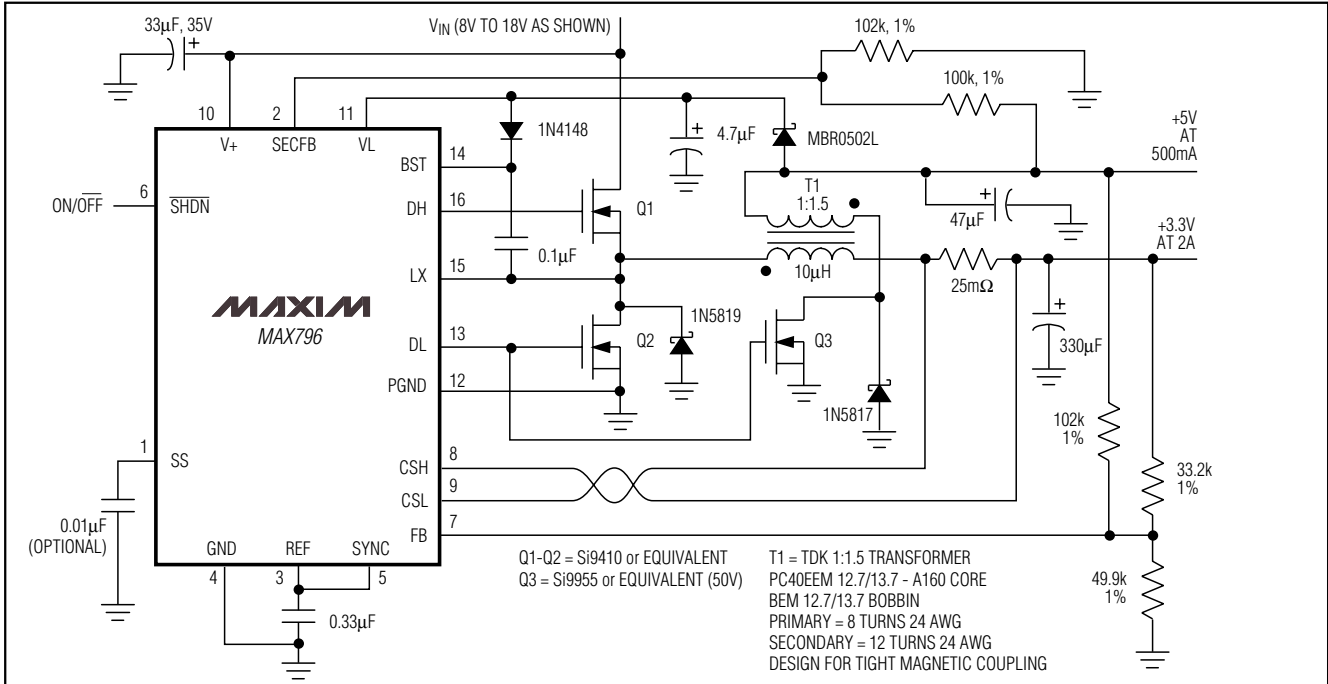 33μF, 35V
+
VIN (8V TO 18V AS SHOWN)
102k, 1%
100k, 1%
10
2
11
V+
SECFB
VL
1N4148
4.7μF
+
MBR0502L
+5V
AT
500mA
BST
14
6
ON/OFF
SHDN
DH
16
Q1
T1
1:1.5
+
47μF
0.1μF
+3.3V
AT 2A
LX
15
10μH
25mΩ
MAXIM
MAX796
1N5819
DL
13
Q2
Q3
+
330μF
PGND
12
1N5817
102k
1%
1
SS
CSH
8
33.2k
1%
CSL
9
0.01μF
(OPTIONAL)
FB
7
GND
REF
SYNC
4
3
5
0.33μF
Q1-Q2 = Si9410 or EQUIVALENT
Q3 = Si9955 or EQUIVALENT (50V)
T1 = TDK 1:1.5 TRANSFORMER
PC40EEM 12.7/13.7 - A160 CORE
BEM 12.7/13.7 BOBBIN
PRIMARY = 8 TURNS 24 AWG
SECONDARY = 12 TURNS 24 AWG
DESIGN FOR TIGHT MAGNETIC COUPLING
49.9k
1%